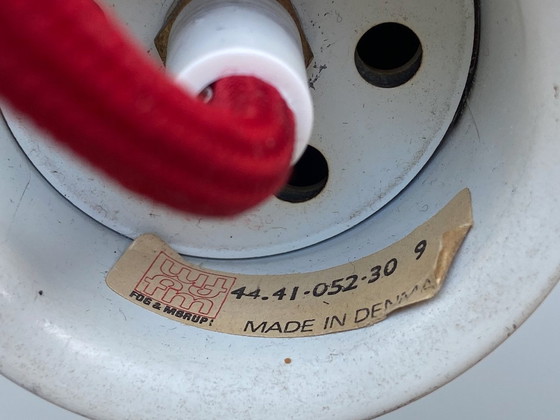 FOG & MØRUP
44-41-052-30 9
MADE IN DENMA